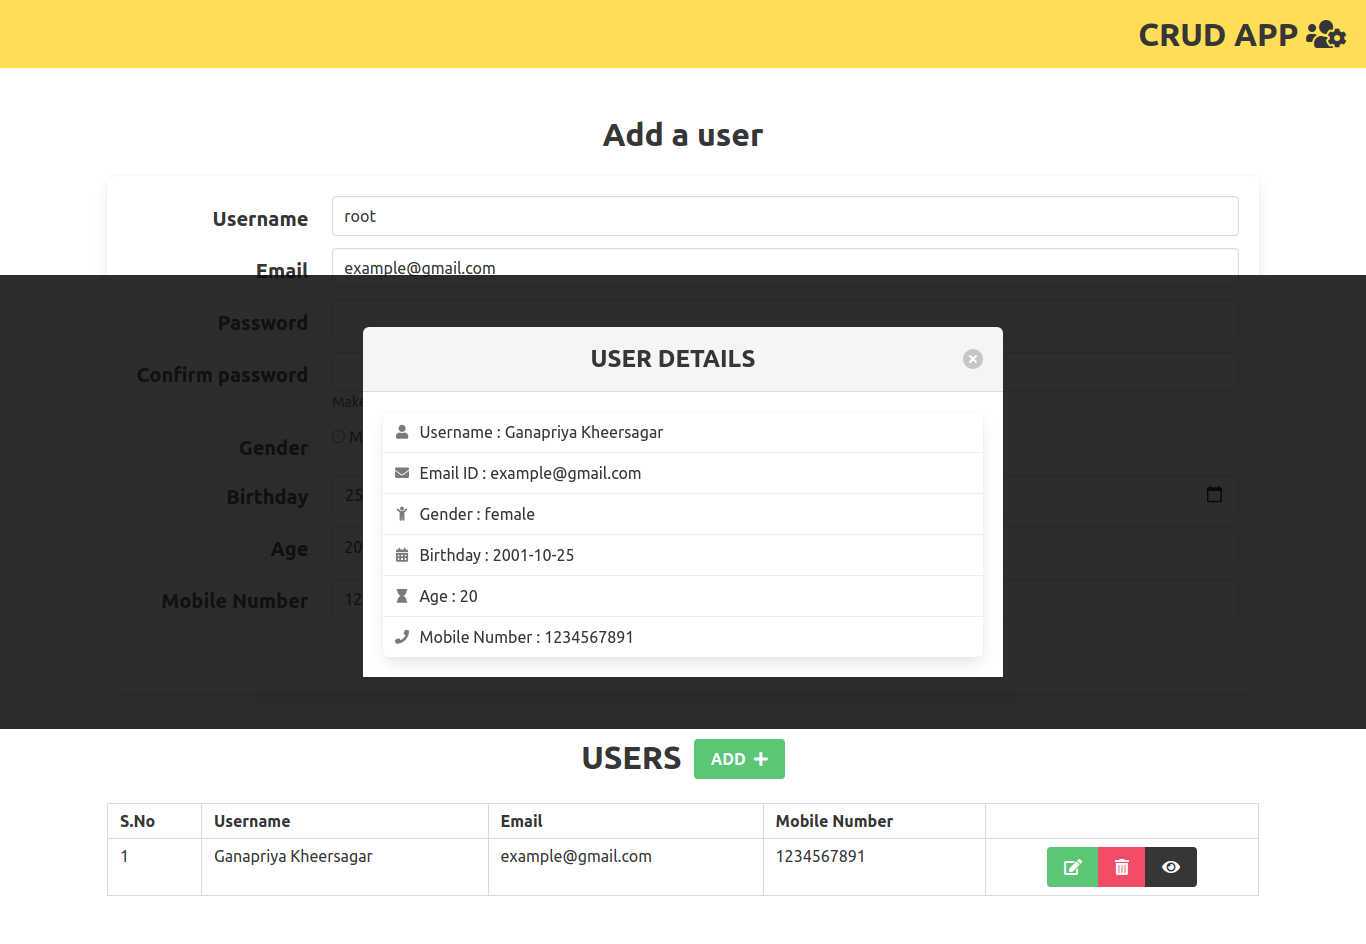 CRUD APP
Add a user
Username root
Email example@gmail.com
Password
Confirm password
Make
Gender M
Birthday 25
Age 20
Mobile Number 12
USER DETAILS
Username : Ganapriya Kheersagar
Email ID : example@gmail.com
Gender : female
Birthday : 2001-10-25
Age : 20
Mobile Number : 1234567891
USERS ADD
S.No Username Email Mobile Number
1 Ganapriya Kheersagar example@gmail.com 1234567891